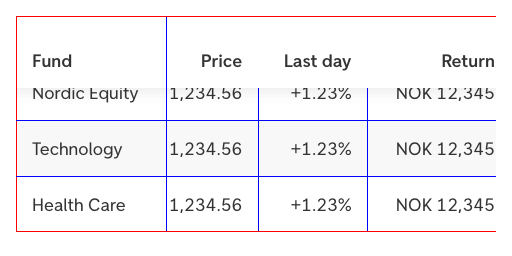 Fund Price Last day Return
Nordic Equity 1,234.56 +1.23% NOK 12,345
Technology 1,234.56 +1.23% NOK 12,345
Health Care 1,234.56 +1.23% NOK 12,345